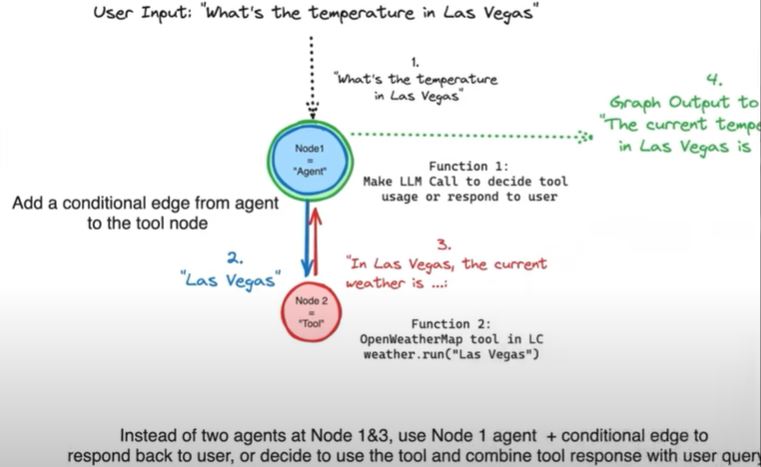 User Input: "What's the temperature in Las Vegas"
1.
"What's the temperature
in Las Vegas"
4.
Graph Output to
"The current tempe
in Las Vegas is
Node1
=
"Agent"
Function 1:
Make LLM Call to decide tool
usage or respond to user
Add a conditional edge from agent
to the tool node
2.
"Las Vegas"
3.
"In Las Vegas, the current
weather is ...:
Node 2
=
"Tool"
Function 2:
OpenWeatherMap tool in LC
weather.run("Las Vegas")
Instead of two agents at Node 1&3, use Node 1 agent + conditional edge to
respond back to user, or decide to use the tool and combine tool response with user query